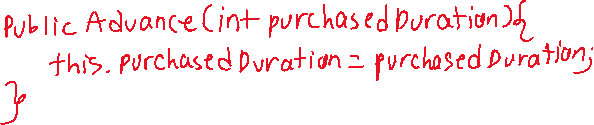 Public Advance(int purchasedDuration){
this.purchasedDuration = purchasedDuration;
}